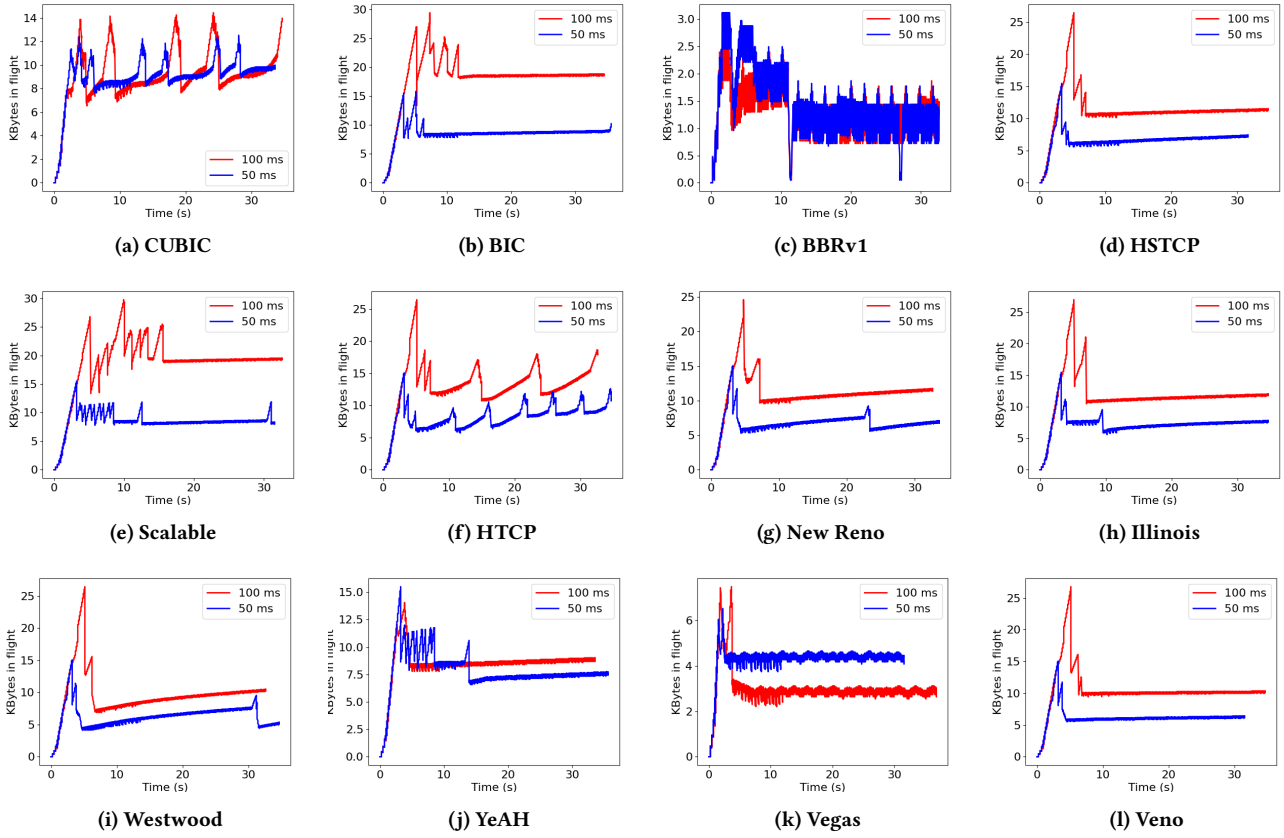 14
12
10
8
6
4
2
0
KBytes in flight
100 ms
50 ms
0
10
20
30
Time (s)
(a) CUBIC
30
25
20
15
10
5
0
KBytes in flight
100 ms
50 ms
0
10
20
30
Time (s)
(b) BIC
3.0
2.5
2.0
1.5
1.0
0.5
0.0
KBytes in flight
100 ms
50 ms
0
10
20
30
Time (s)
(c) BBRv1
25
20
15
10
5
0
KBytes in flight
100 ms
50 ms
0
10
20
30
Time (s)
(d) HSTCP
30
25
20
15
10
5
0
KBytes in flight
100 ms
50 ms
0
10
20
30
Time (s)
(e) Scalable
25
20
15
10
5
0
KBytes in flight
100 ms
50 ms
0
10
20
30
Time (s)
(f) HTCP
25
20
15
10
5
0
KBytes in flight
100 ms
50 ms
0
10
20
30
Time (s)
(g) New Reno
25
20
15
10
5
0
KBytes in flight
100 ms
50 ms
0
10
20
30
Time (s)
(h) Illinois
25
20
15
10
5
0
KBytes in flight
100 ms
50 ms
0
10
20
30
Time (s)
(i) Westwood
15.0
12.5
10.0
7.5
5.0
2.5
0.0
KBytes in flight
100 ms
50 ms
0
10
20
30
Time (s)
(j) YeAH
6
4
2
0
KBytes in flight
100 ms
50 ms
0
10
20
30
Time (s)
(k) Vegas
25
20
15
10
5
0
KBytes in flight
100 ms
50 ms
0
10
20
30
Time (s)
(l) Veno